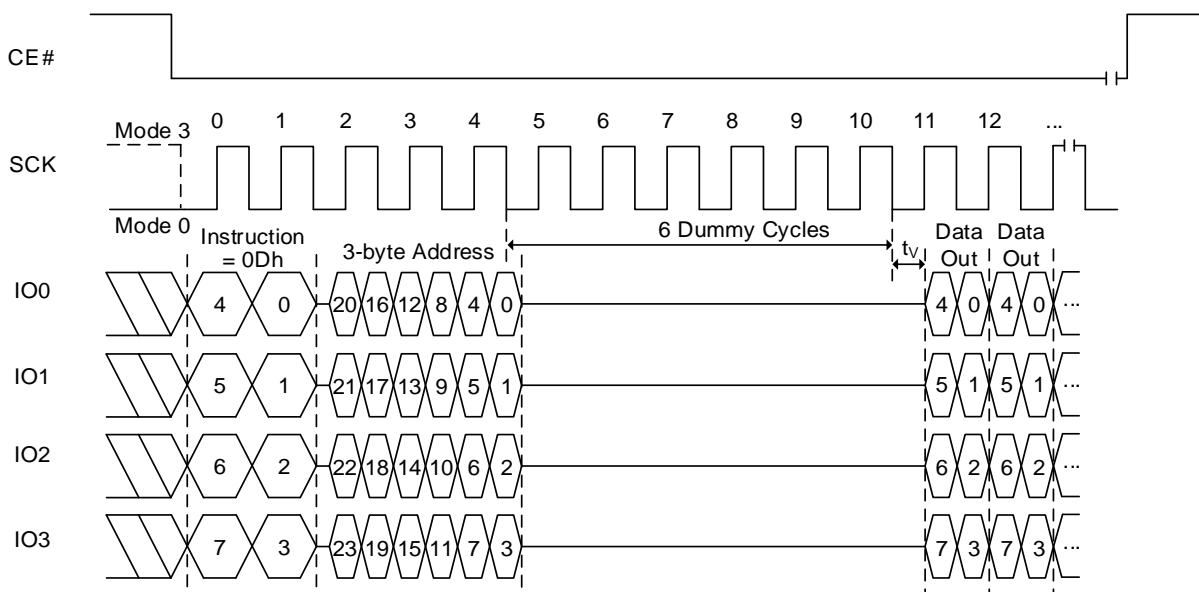 CE#
0 1 2 3 4 5 6 7 8 9 10 11 12 ...
Mode 3
SCK
Mode 0
Instruction
= 0Dh
3-byte Address
6 Dummy Cycles
tV
Data
Out
Data
Out
IO0 4 0 20 16 12 8 4 0 4 0 4 0 ...
IO1 5 1 21 17 13 9 5 1 5 1 5 1 ...
IO2 6 2 22 18 14 10 6 2 6 2 6 2 ...
IO3 7 3 23 19 15 11 7 3 7 3 7 3 ...